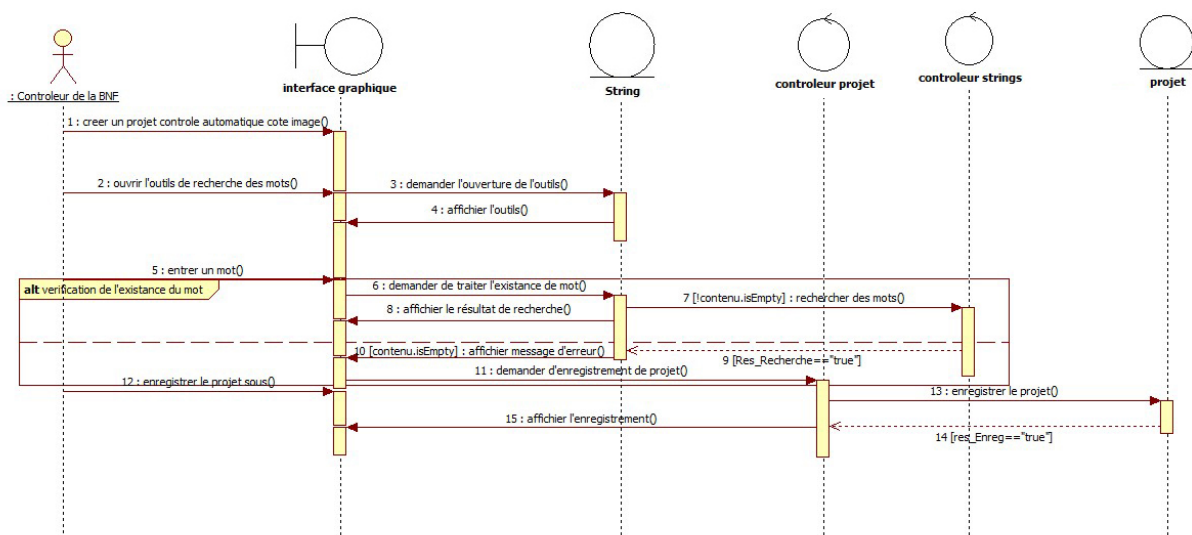 : Controleur de la BNF
interface graphique
String
controleur projet
controleur strings
projet
1 : creer un projet controle automatique cote image()
2 : ouvrir l'outils de recherche des mots()
3 : demander l'ouverture de l'outils()
4 : affichier l'outils()
5 : entrer un mot()
alt verification de l'existance du mot
6 : demander de traiter l'existance de mot()
7 [!contenu.isEmpty] : rechercher des mots()
8 : affichier le résultat de recherche()
9 [Res_Recherche=="true"]
10 [contenu.isEmpty] : affichier message d'erreur()
11 : demander d'enregistrement de projet()
12 : enregistrer le projet sous()
13 : enregistrer le projet()
14 [res_Enreg=="true"]
15 : affichier l'enregistrement()